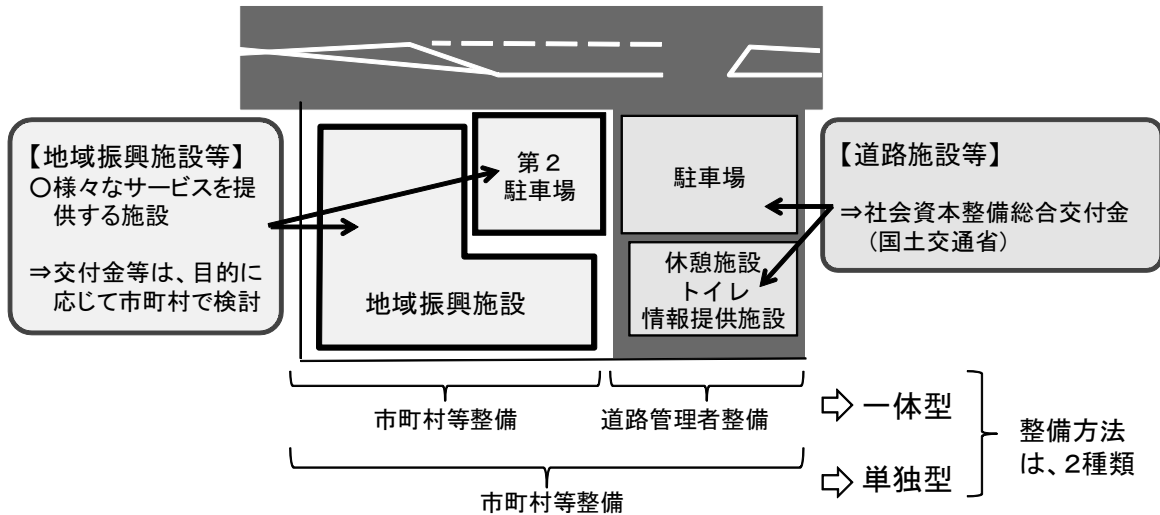 【地域振興施設等】
〇様々なサービスを提
供する施設
⇒交付金等は、目的に
応じて市町村で検討
第2
駐車場
地域振興施設
駐車場
休憩施設
トイレ
情報提供施設
【道路施設等】
⇒社会資本整備総合交付金
(国土交通省)
市町村等整備
道路管理者整備
一体型
市町村等整備
単独型
整備方法
は、2種類